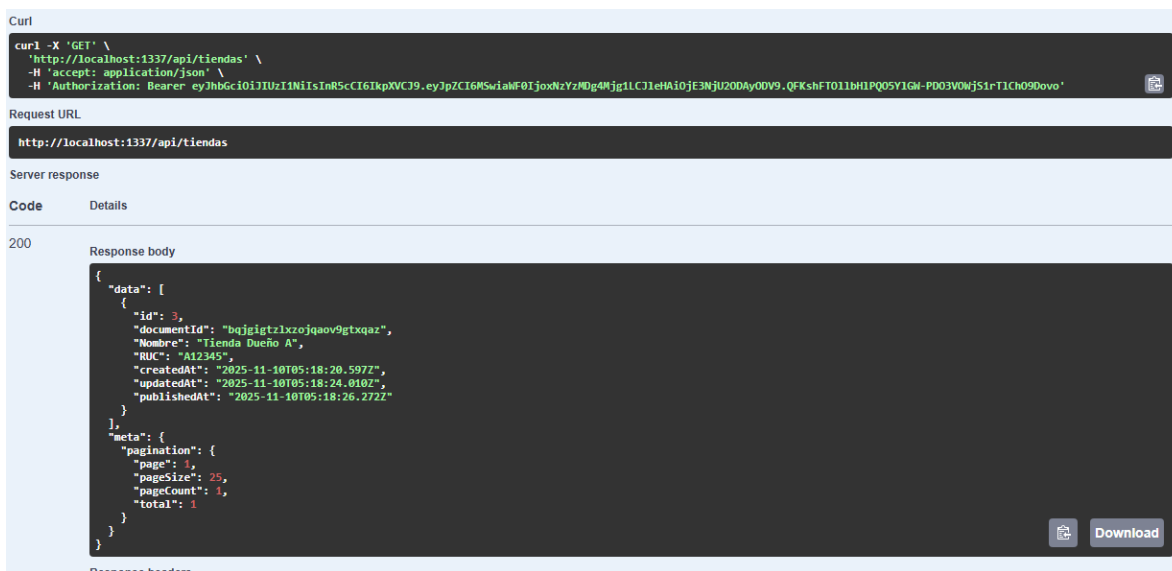 Curl
curl -X 'GET' \
'http://localhost:1337/api/tiendas' \
-H 'accept: application/json' \
-H 'Authorization: Bearer eyJhbGciOiJIUzI1NiIsInR5cCI6IkpXVCJ9.eyJpZCI6MSwiaWF0IjoxNzYzMDg4Mjg1LCJleHAiOjE3NjU2ODAyODV9.QFKshFTOllbHlPQO5YlGW-PDO3VOWjS1rTlChO9Dovo'
Request URL
http://localhost:1337/api/tiendas
Server response
Code Details
200
Response body
{
"data": [
{
"id": 3,
"documentId": "bqjgigtzlxzojqaov9gtxqaz",
"Nombre": "Tienda Dueño A",
"RUC": "A12345",
"createdAt": "2025-11-10T05:18:20.597Z",
"updatedAt": "2025-11-10T05:18:24.010Z",
"publishedAt": "2025-11-10T05:18:26.272Z"
}
],
"meta": {
"pagination": {
"page": 1,
"pageSize": 25,
"pageCount": 1,
"total": 1
}
}
}
Download
Response headers